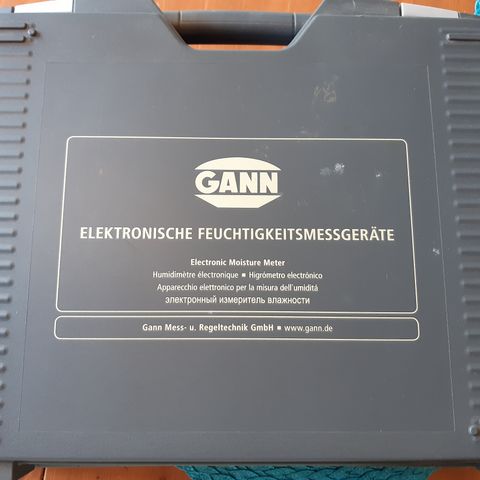 GANN
ELEKTRONISCHE FEUCHTIGKEITSMESSGERÄTE
Electronic Moisture Meter
Humidimètre électronique ▪ Higrómetro electrónico
Apparecchio elettronico per la misura dell'umiditá
электронный измеритель влажности
Gann Mess- u. Regeltechnik GmbH ▪ www.gann.de